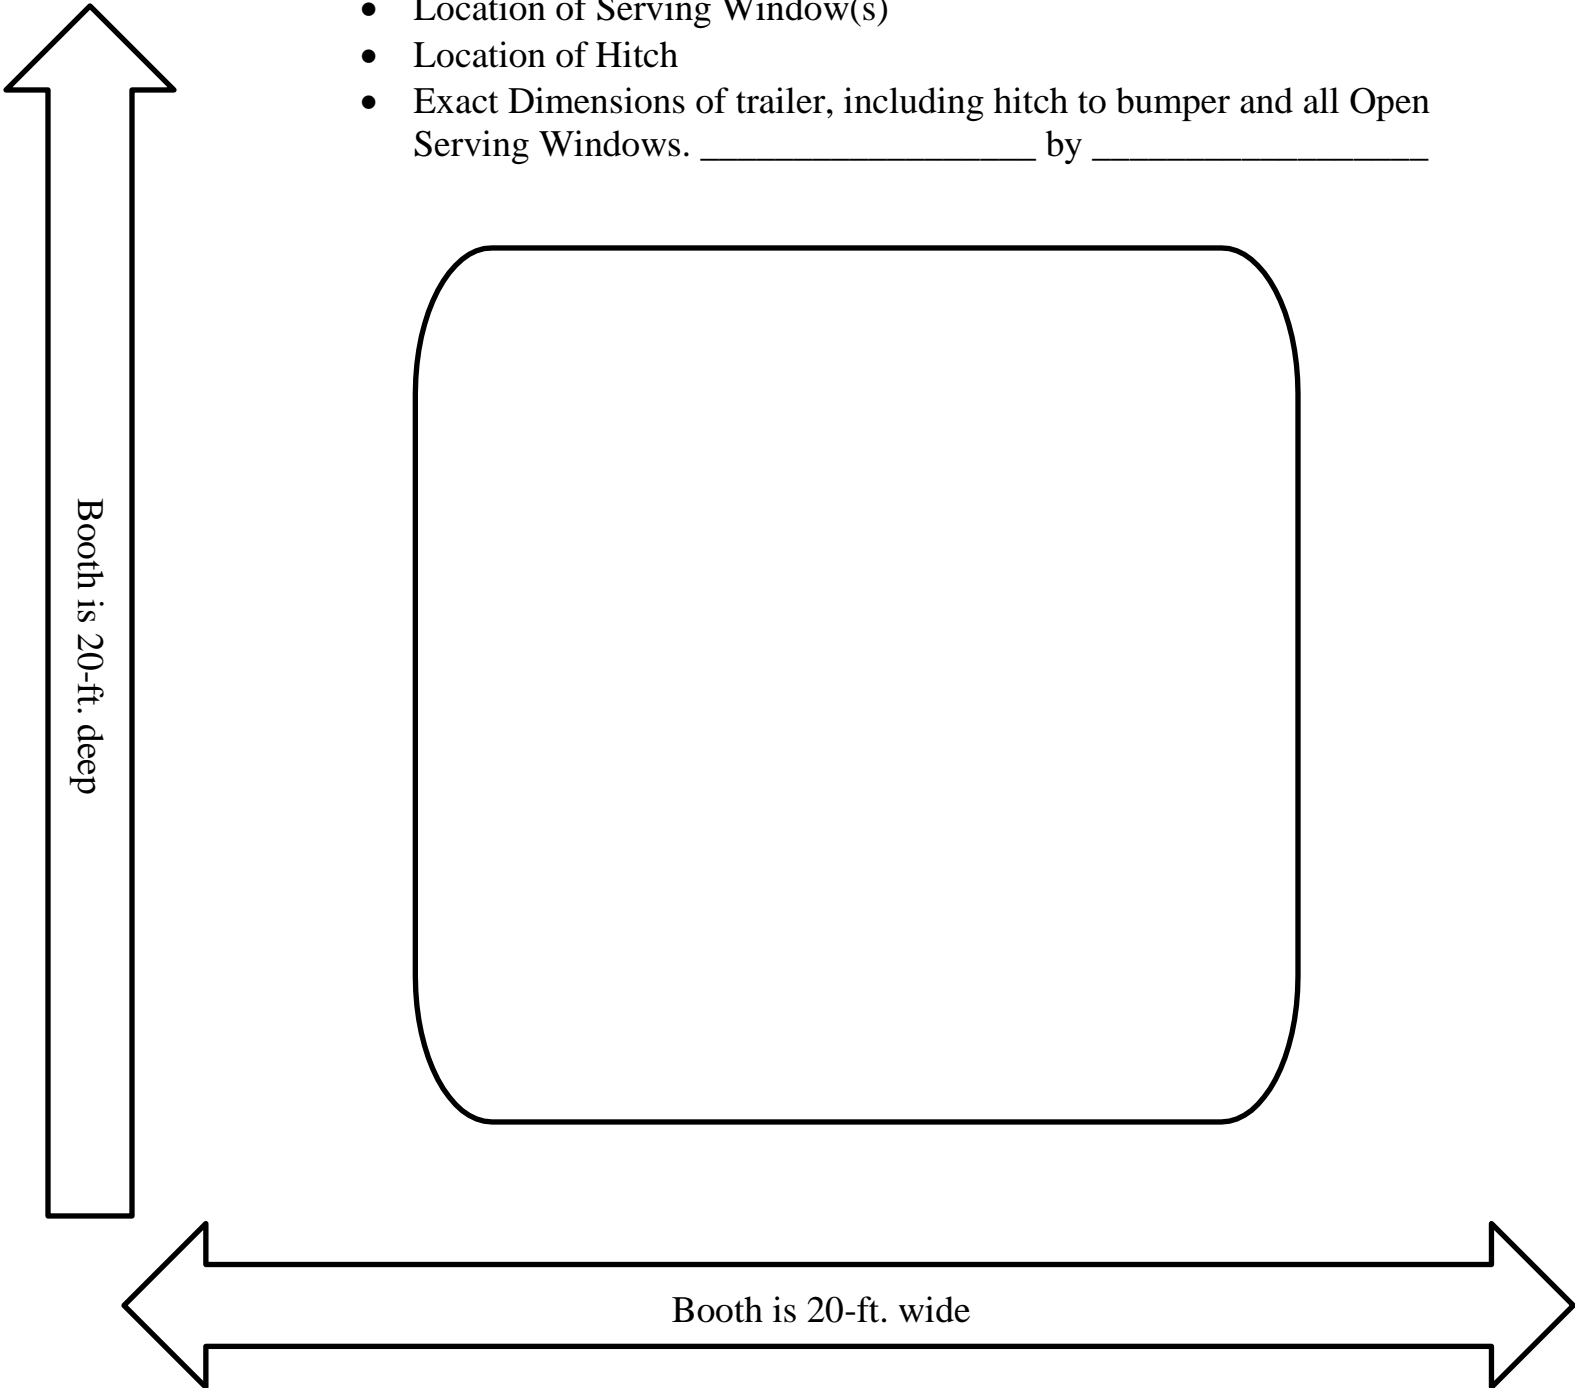 • Location of Serving Window(s)
• Location of Hitch
• Exact Dimensions of trailer, including hitch to bumper and all Open
Serving Windows. __________________ by __________________
Booth is 20-ft. deep
Booth is 20-ft. wide